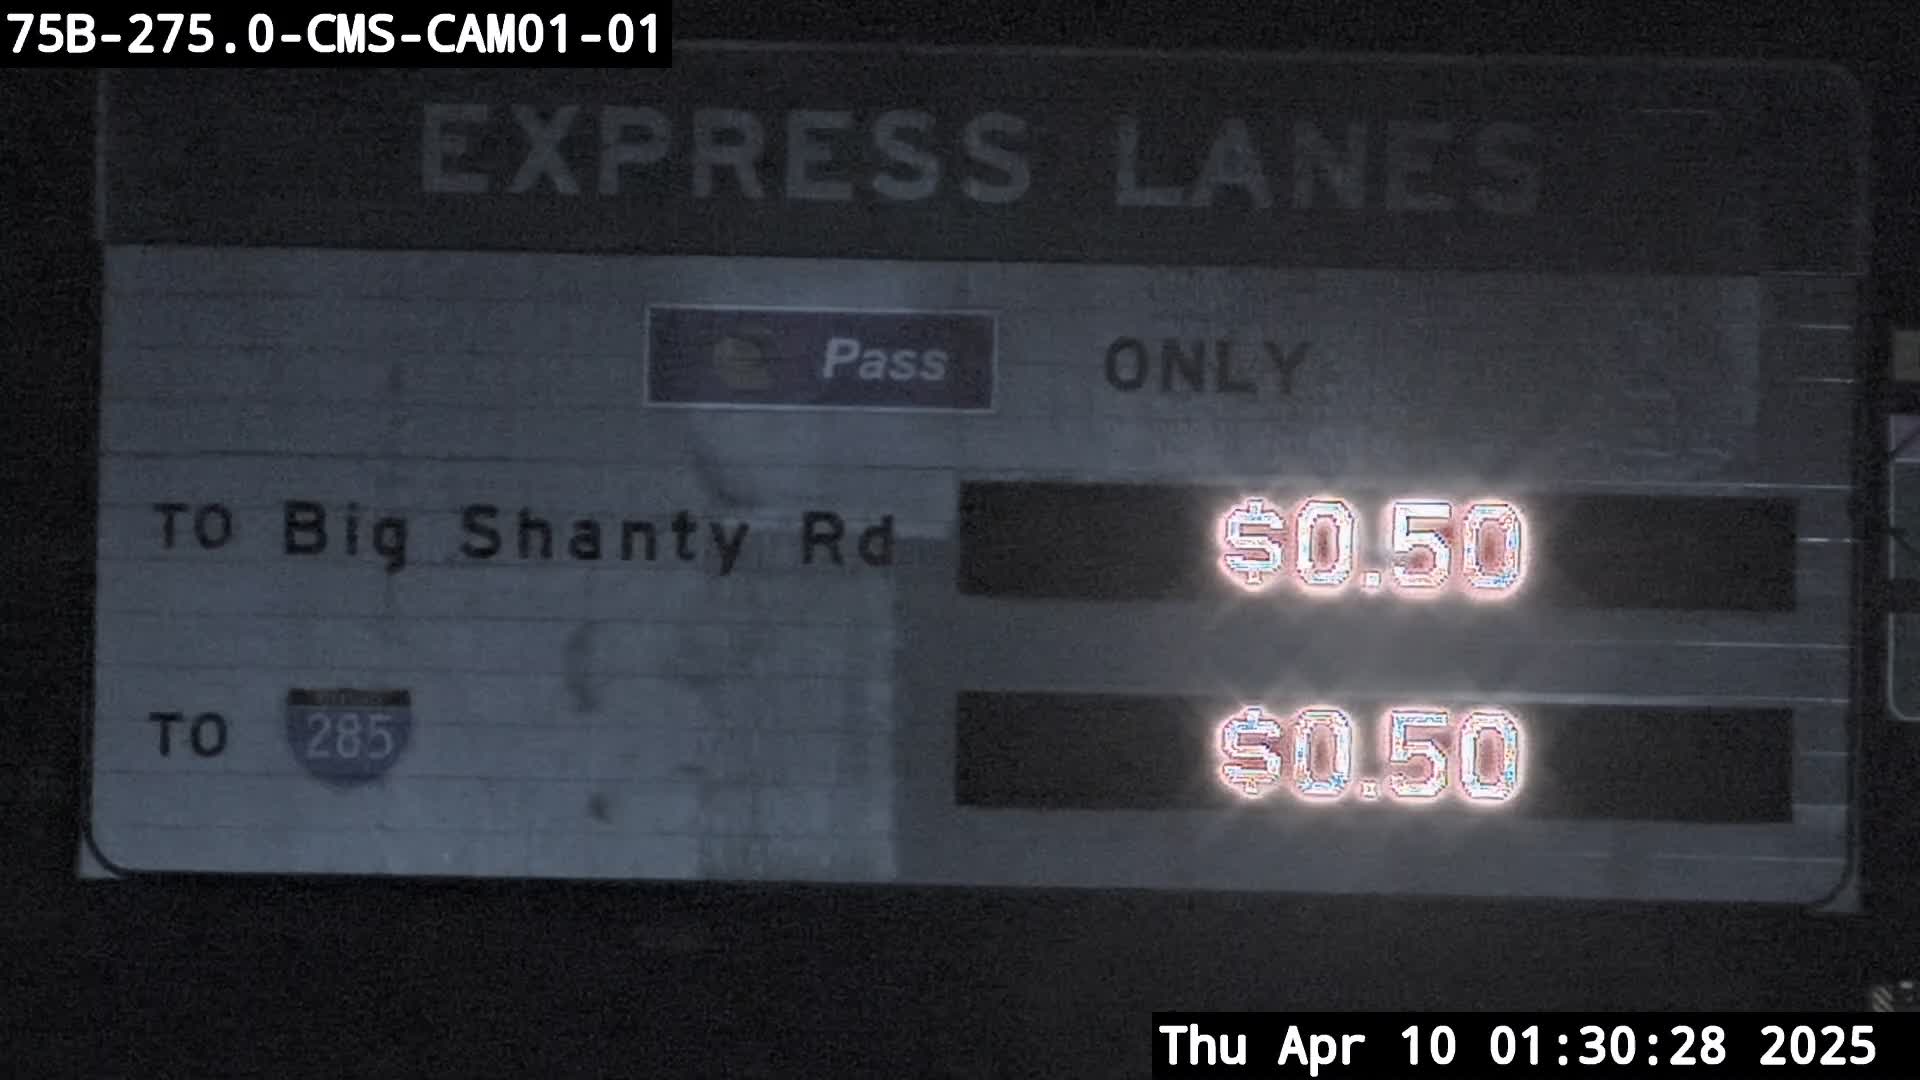 75B-275.0-CMS-CAM01-01
EXPRESS LANES
Pass ONLY
TO Big Shanty Rd $0.50
TO 285 $0.50
Thu Apr 10 01:30:28 2025